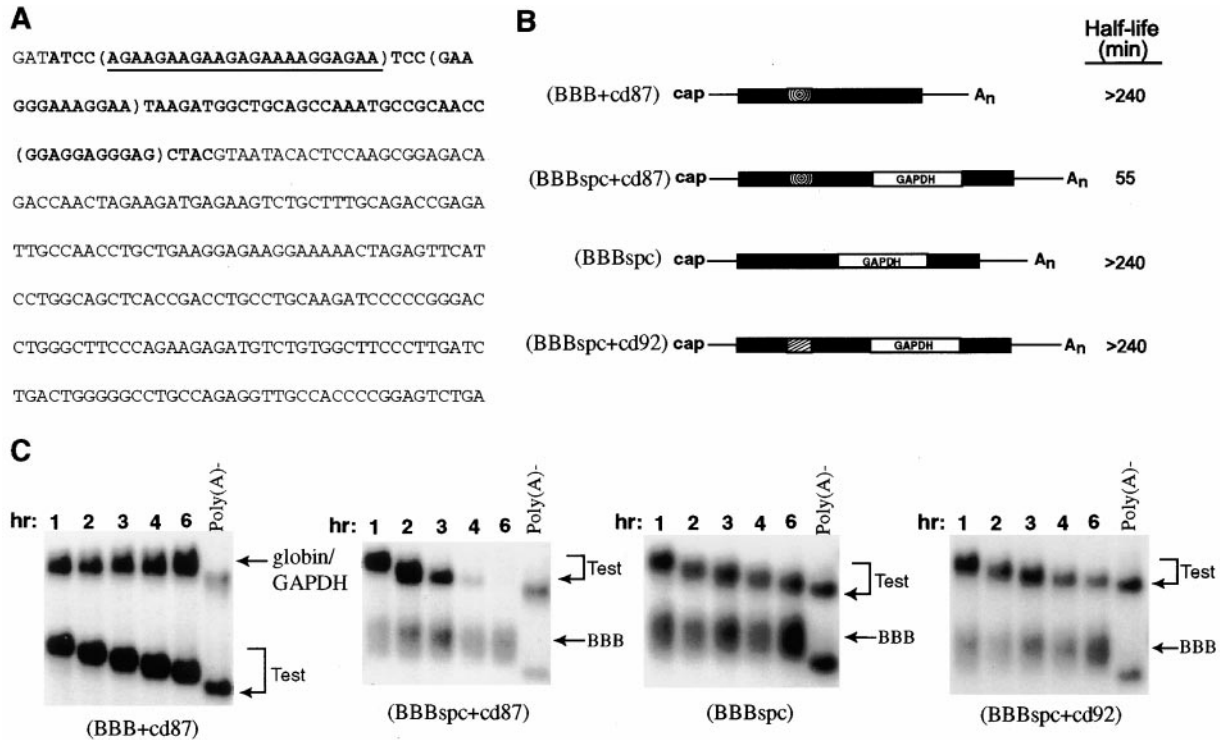 A
GATATCC(AGAAGAAGAAGAGAAAAGGAGAA)TCC(GAA
GGGAAAGGAA)TAAGATGGCTGCAGCCAAATGCCGCAACC
(GGAGGAGGGAG)CTACGTAATACACTCCAAGCGGAGACA
GACCAACTAGAAGATGAGAAGTCTGCTTTGCAGACCGAGA
TTGCCAACCTGCTGAAGGAGAAGGAAAAACTAGAGTTCAT
CCTGGCAGCTCACCGACCTGCCTGCAAGATCCCCCGGGAC
CTGGGCTTCCCAGAAGAGATGTCTGTGGCTTCCCTTGATC
TGACTGGGGGCCTGCCAGAGGTTGCCACCCCGGAGTCTGA
B
Half-life
(min)
(BBB+cd87) cap An >240
(BBBspc+cd87) cap GAPDH An 55
(BBBspc) cap GAPDH An >240
(BBBspc+cd92) cap GAPDH An >240
C
hr: 1 2 3 4 6 Poly(A)-
globin/
GAPDH
Test
(BBB+cd87)
hr: 1 2 3 4 6 Poly(A)-
Test
BBB
(BBBspc+cd87)
hr: 1 2 3 4 6 Poly(A)-
Test
BBB
(BBBspc)
hr: 1 2 3 4 6 Poly(A)-
Test
BBB
(BBBspc+cd92)